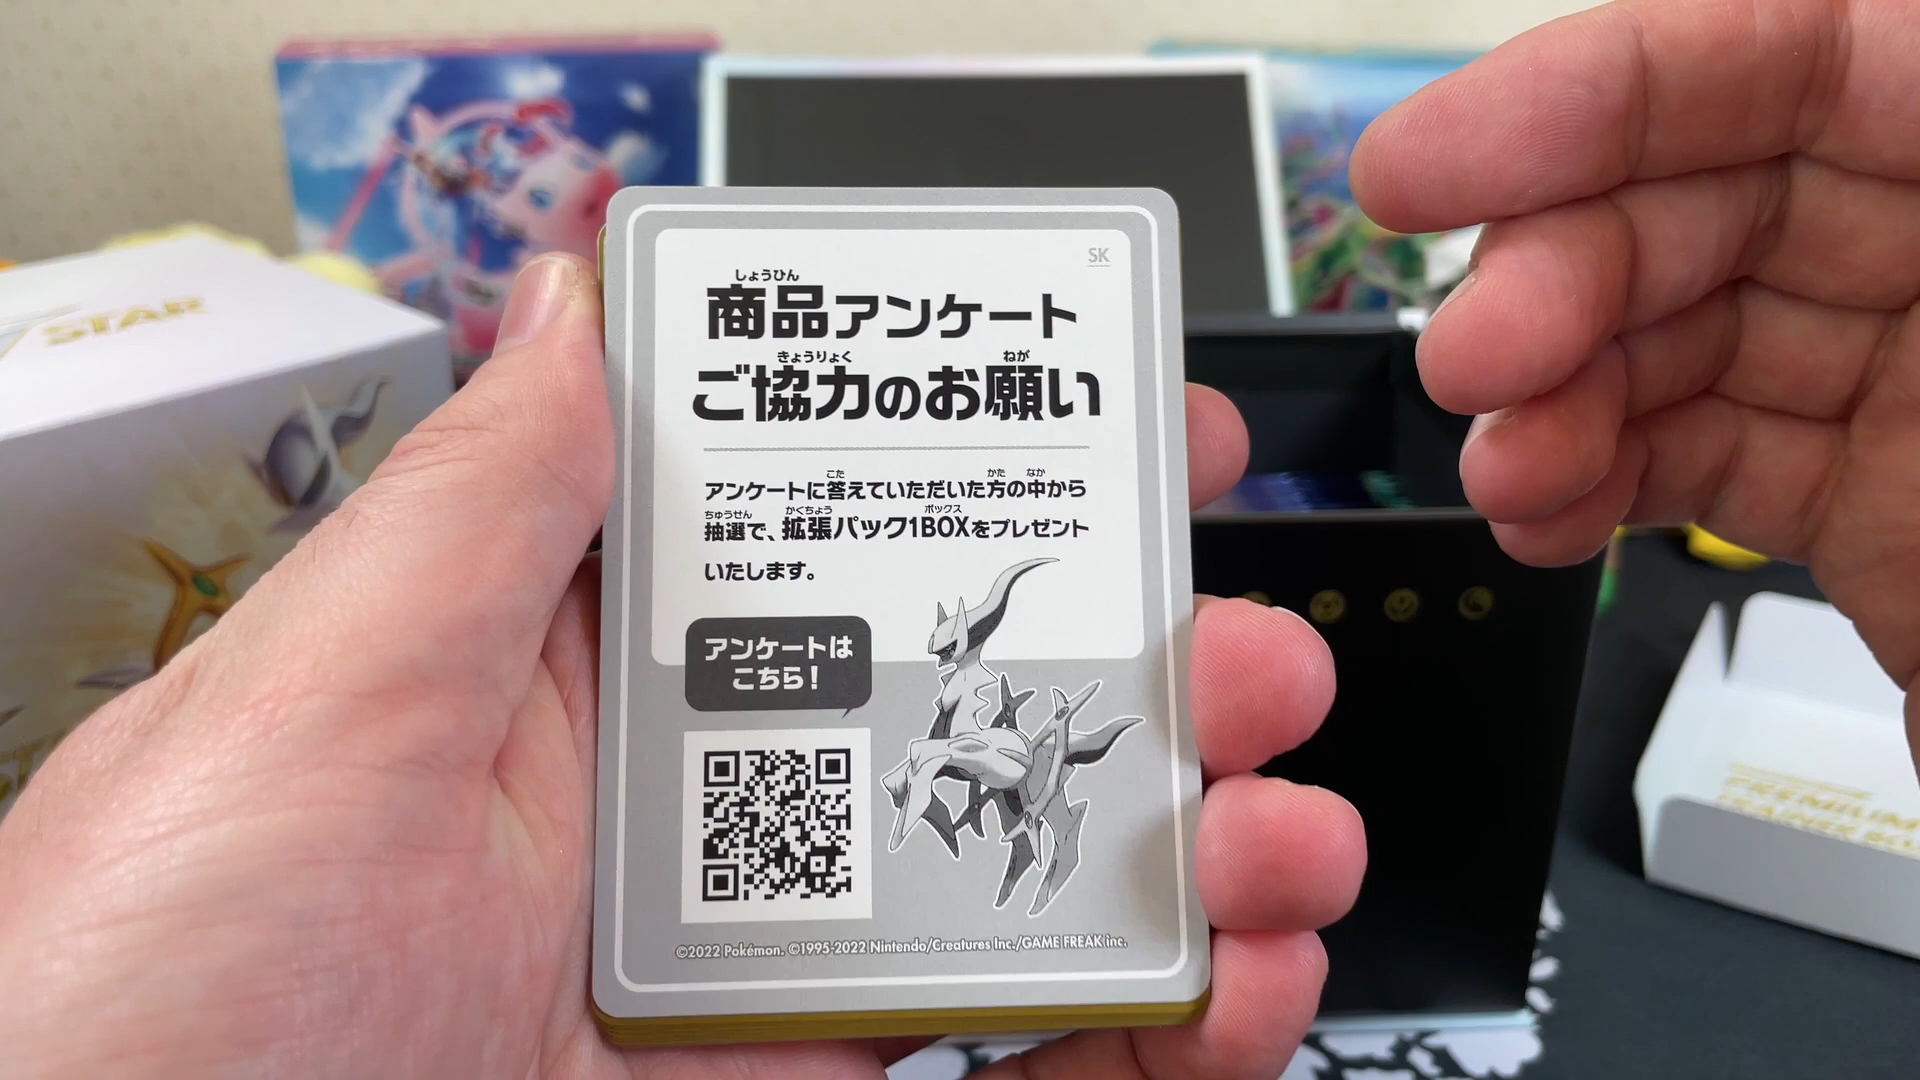 STAR
SK
しょうひん
商品アンケート
きょうりょく ねが
ご協力のお願い
こた かた なか
アンケートに答えていただいた方の中から
ちゅうせん かくちょう ボックス
抽選で、拡張パック1BOXをプレゼント
いたします。
アンケートは
こちら！
©2022 Pokémon. ©1995-2022 Nintendo/Creatures Inc./GAME FREAK inc.
PREMIUM